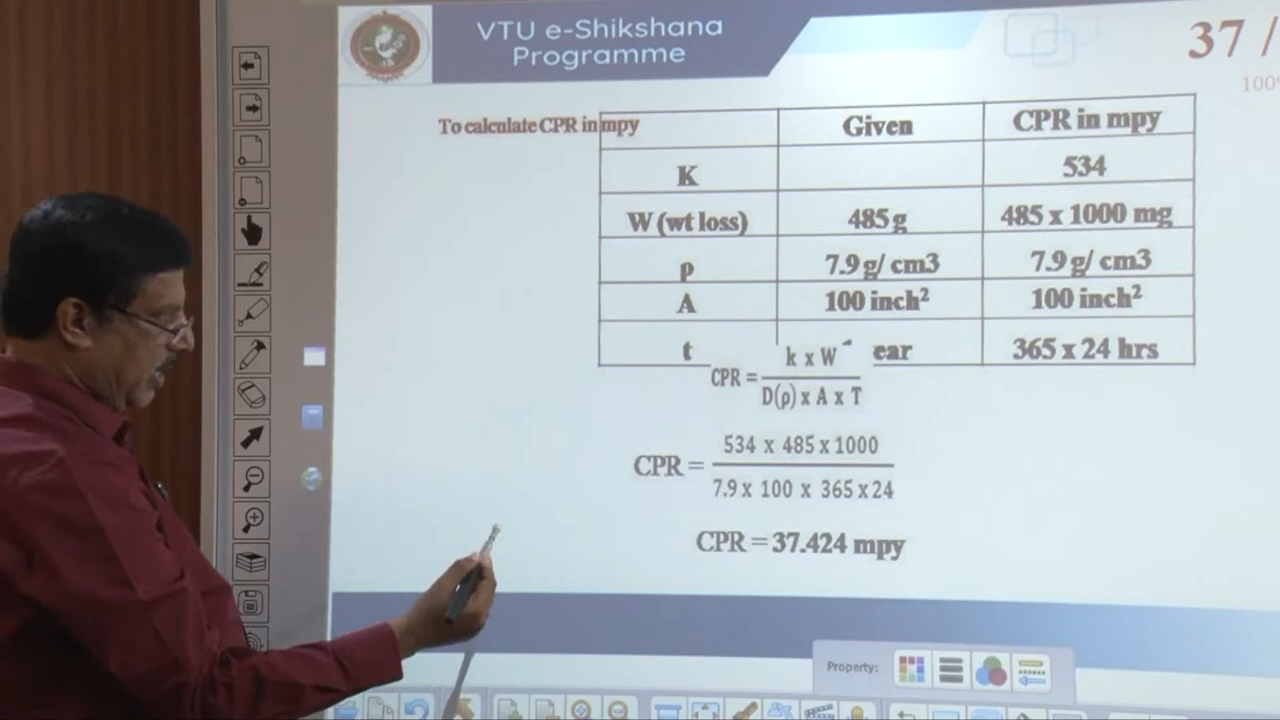 VTU e-Shikshana
Programme
37 /
100%
To calculate CPR in mpy
Given CPR in mpy
K 534
W (wt loss) 485 g 485 x 1000 mg
ρ 7.9 g/ cm3 7.9 g/ cm3
A 100 inch² 100 inch²
t ear 365 x 24 hrs
CPR = k x W
D(ρ) x A x T
CPR = 534 x 485 x 1000
7.9 x 100 x 365 x 24
CPR = 37.424 mpy
Property: